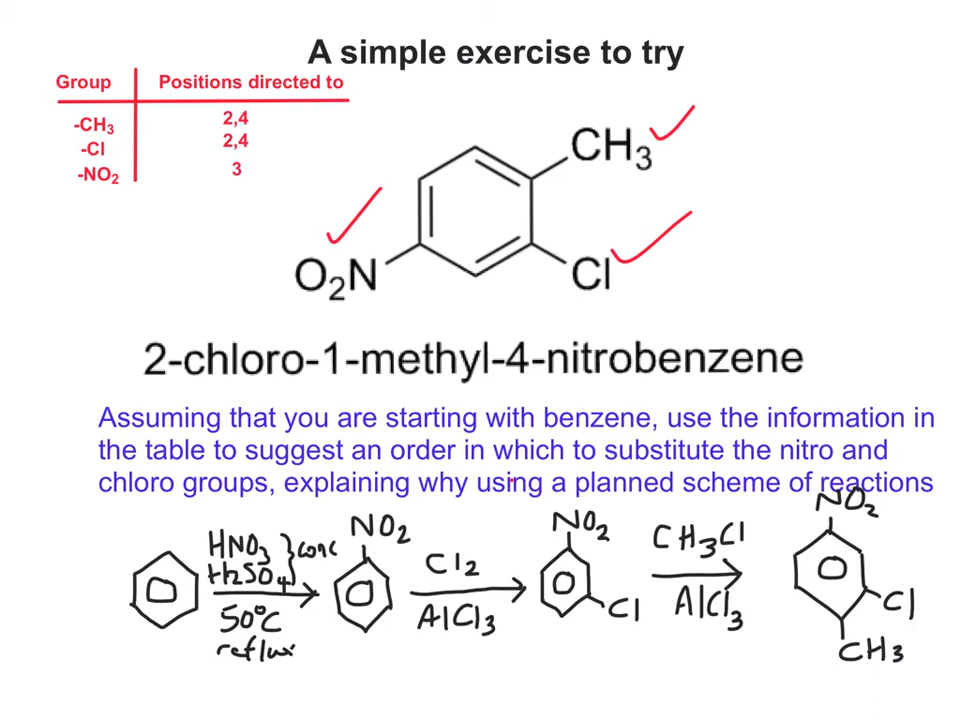 A simple exercise to try
Group Positions directed to
-CH3 2,4
-Cl 2,4
-NO2 3
CH3
O2N
Cl
2-chloro-1-methyl-4-nitrobenzene
Assuming that you are starting with benzene, use the information in
the table to suggest an order in which to substitute the nitro and
chloro groups, explaining why using a planned scheme of reactions
HNO3 } conc
H2SO4
50°C
reflux
NO2
Cl2
AlCl3
NO2
Cl
CH3Cl
AlCl3
NO2
Cl
CH3